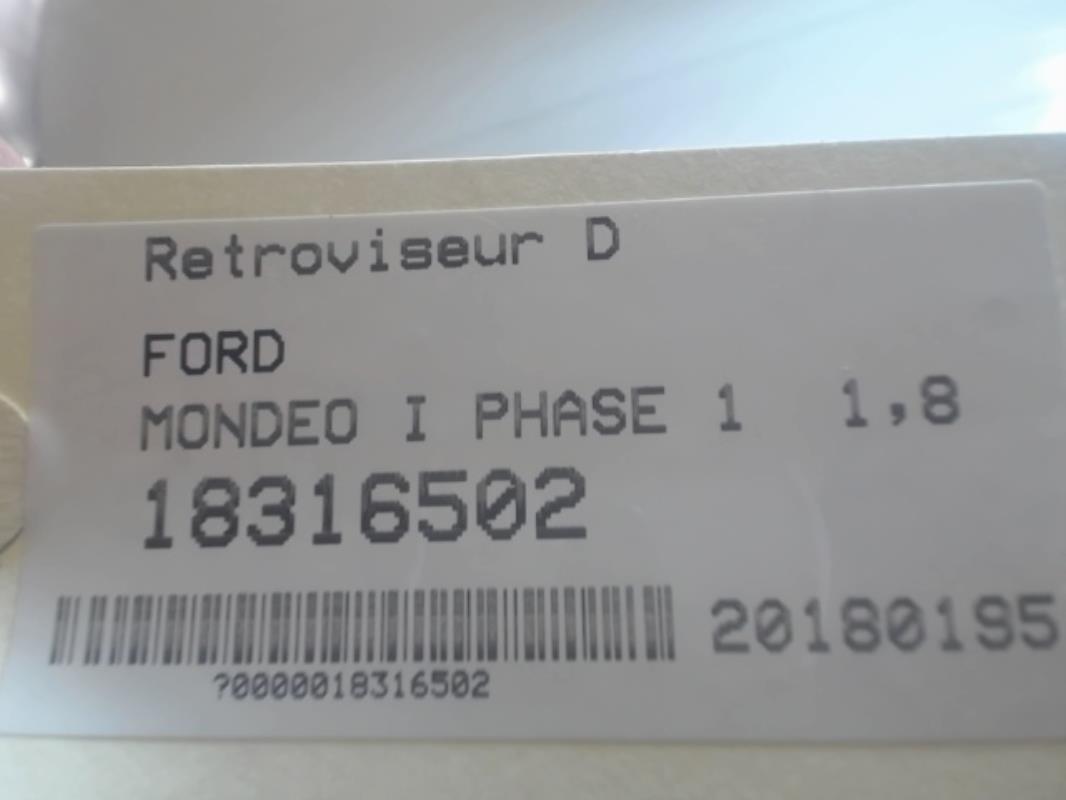 Retroviseur D
FORD
MONDEO I PHASE 1 1,8
18316502
20180195
?0000018316502